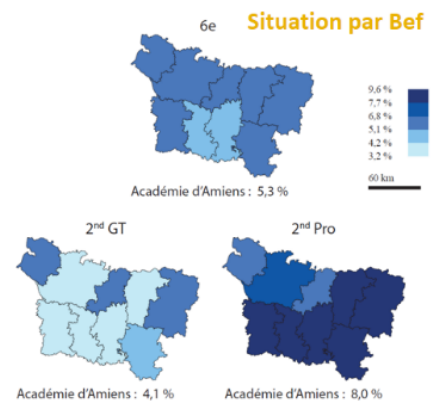 Situation par Bef
6e
9,6 %
7,7 %
6,8 %
5,1 %
4,2 %
3,2 %
60 km
Académie d'Amiens : 5,3 %
2nd GT
2nd Pro
Académie d'Amiens : 4,1 %
Académie d'Amiens : 8,0 %